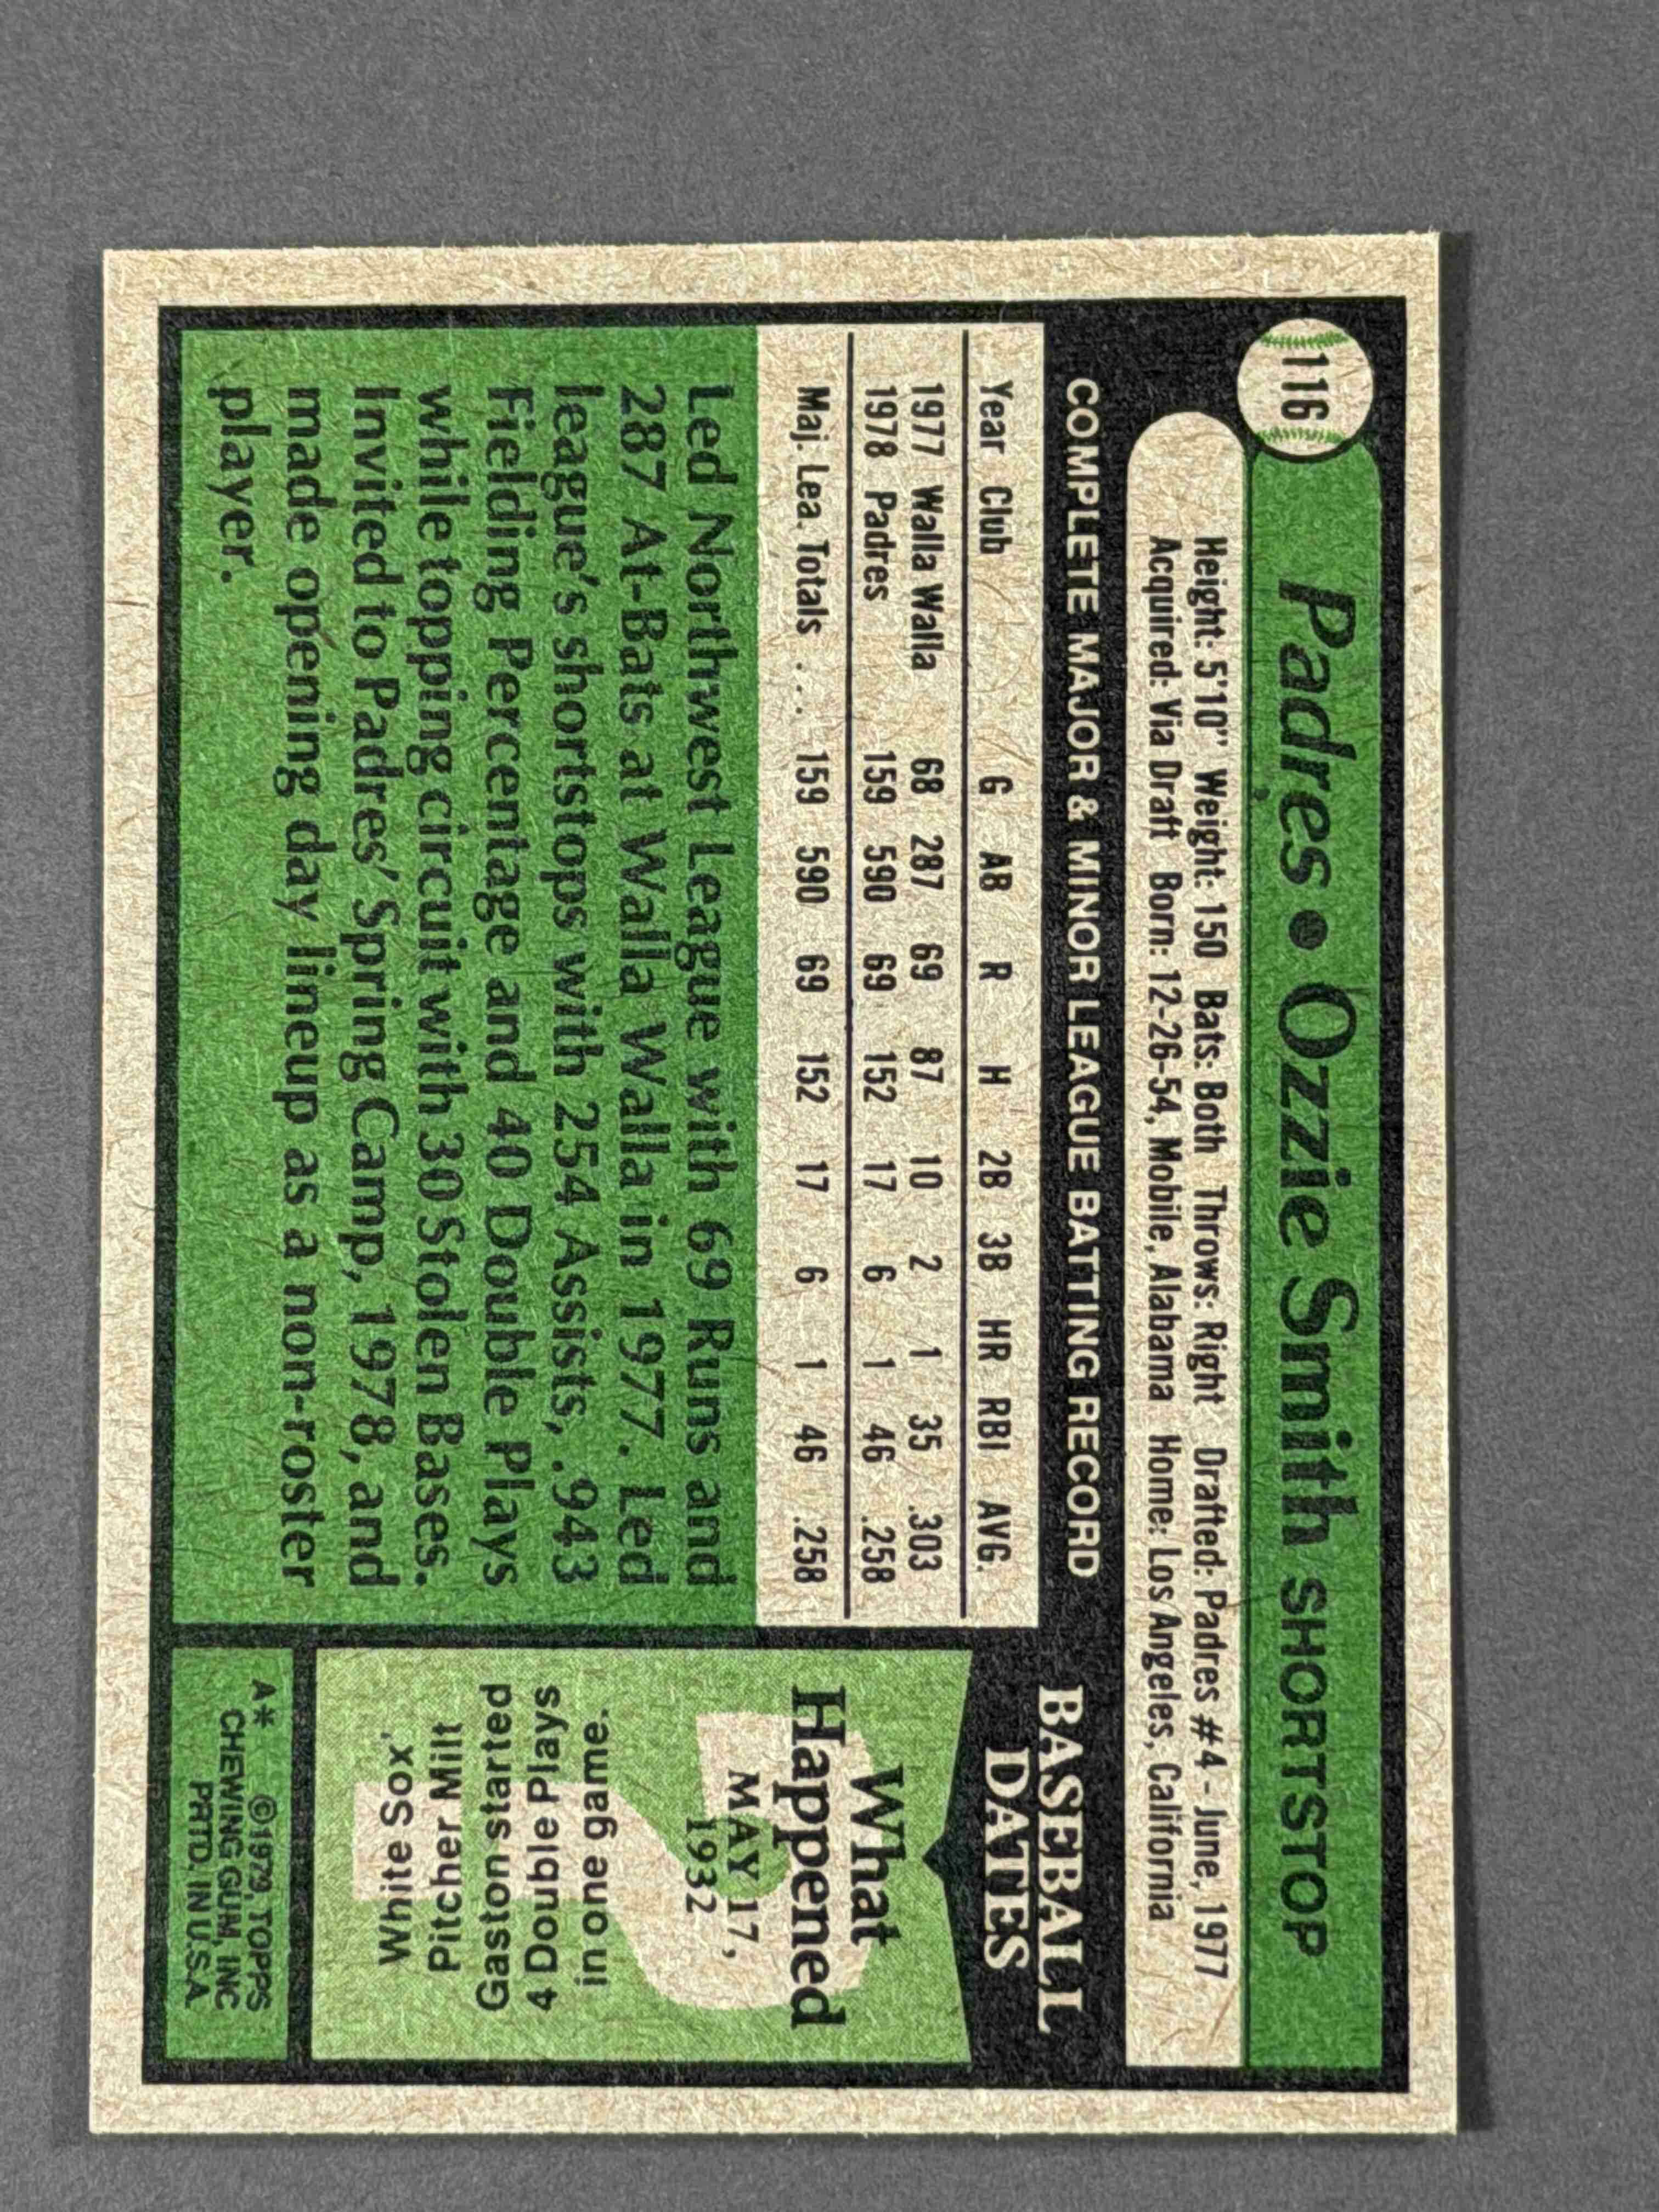 116
Padres • Ozzie Smith SHORTSTOP
Height: 5'10" Weight: 150 Bats: Both Throws: Right Drafted: Padres #4 - June, 1977
Acquired: Via Draft Born: 12-26-54, Mobile, Alabama Home: Los Angeles, California
COMPLETE MAJOR & MINOR LEAGUE BATTING RECORD
Year Club G AB R H 2B 3B HR RBI AVG.
1977 Walla Walla 68 287 69 87 10 2 1 35 .303
1978 Padres 159 590 69 152 17 6 1 46 .258
Maj. Lea. Totals . . . 159 590 69 152 17 6 1 46 .258
Led Northwest League with 69 Runs and
287 At-Bats at Walla Walla in 1977. Led
league's shortstops with 254 Assists, .943
Fielding Percentage and 40 Double Plays
while topping circuit with 30 Stolen Bases.
Invited to Padres' Spring Camp, 1978, and
made opening day lineup as a non-roster
player.
BASEBALL
DATES
What
Happened
MAY 17,
1932
White Sox'
Pitcher Milt
Gaston started
4 Double Plays
in one game.
A* ©1979, TOPPS
CHEWING GUM, INC
PRTD. IN U.S.A.